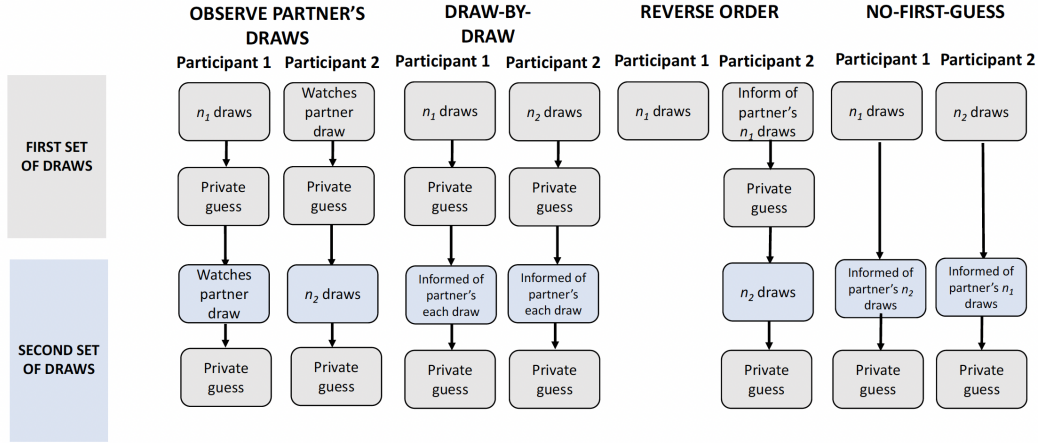 OBSERVE PARTNER'S
DRAWS
DRAW-BY-
DRAW
REVERSE ORDER
NO-FIRST-GUESS
Participant 1
Participant 2
Participant 1
Participant 2
Participant 1
Participant 2
Participant 1
Participant 2
FIRST SET
OF DRAWS
n1 draws
Watches
partner
draw
n1 draws
n2 draws
n1 draws
Inform of
partner's
n1 draws
n1 draws
n2 draws
Private
guess
Private
guess
Private
guess
Private
guess
Private
guess
SECOND SET
OF DRAWS
Watches
partner
draw
n2 draws
Informed of
partner's
each draw
Informed of
partner's
each draw
n2 draws
Informed of
partner's n2
draws
Informed of
partner's n1
draws
Private
guess
Private
guess
Private
guess
Private
guess
Private
guess
Private
guess
Private
guess